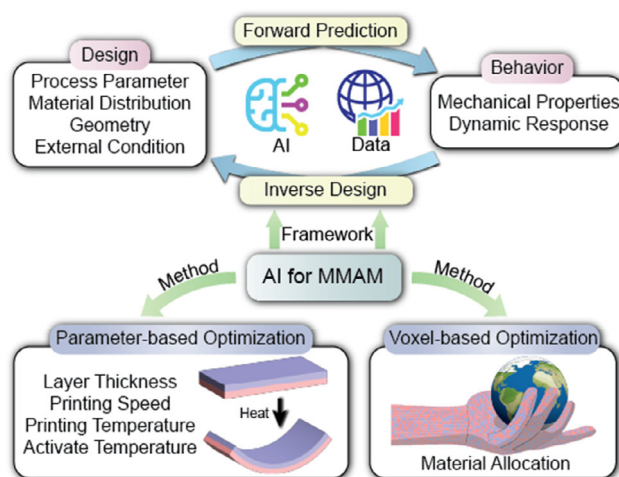 Forward Prediction
Design
Process Parameter
Material Distribution
Geometry
External Condition
AI
Data
Behavior
Mechanical Properties
Dynamic Response
Inverse Design
Framework
Method
AI for MMAM
Method
Parameter-based Optimization
Layer Thickness
Printing Speed
Printing Temperature
Activate Temperature
Heat
Voxel-based Optimization
Material Allocation